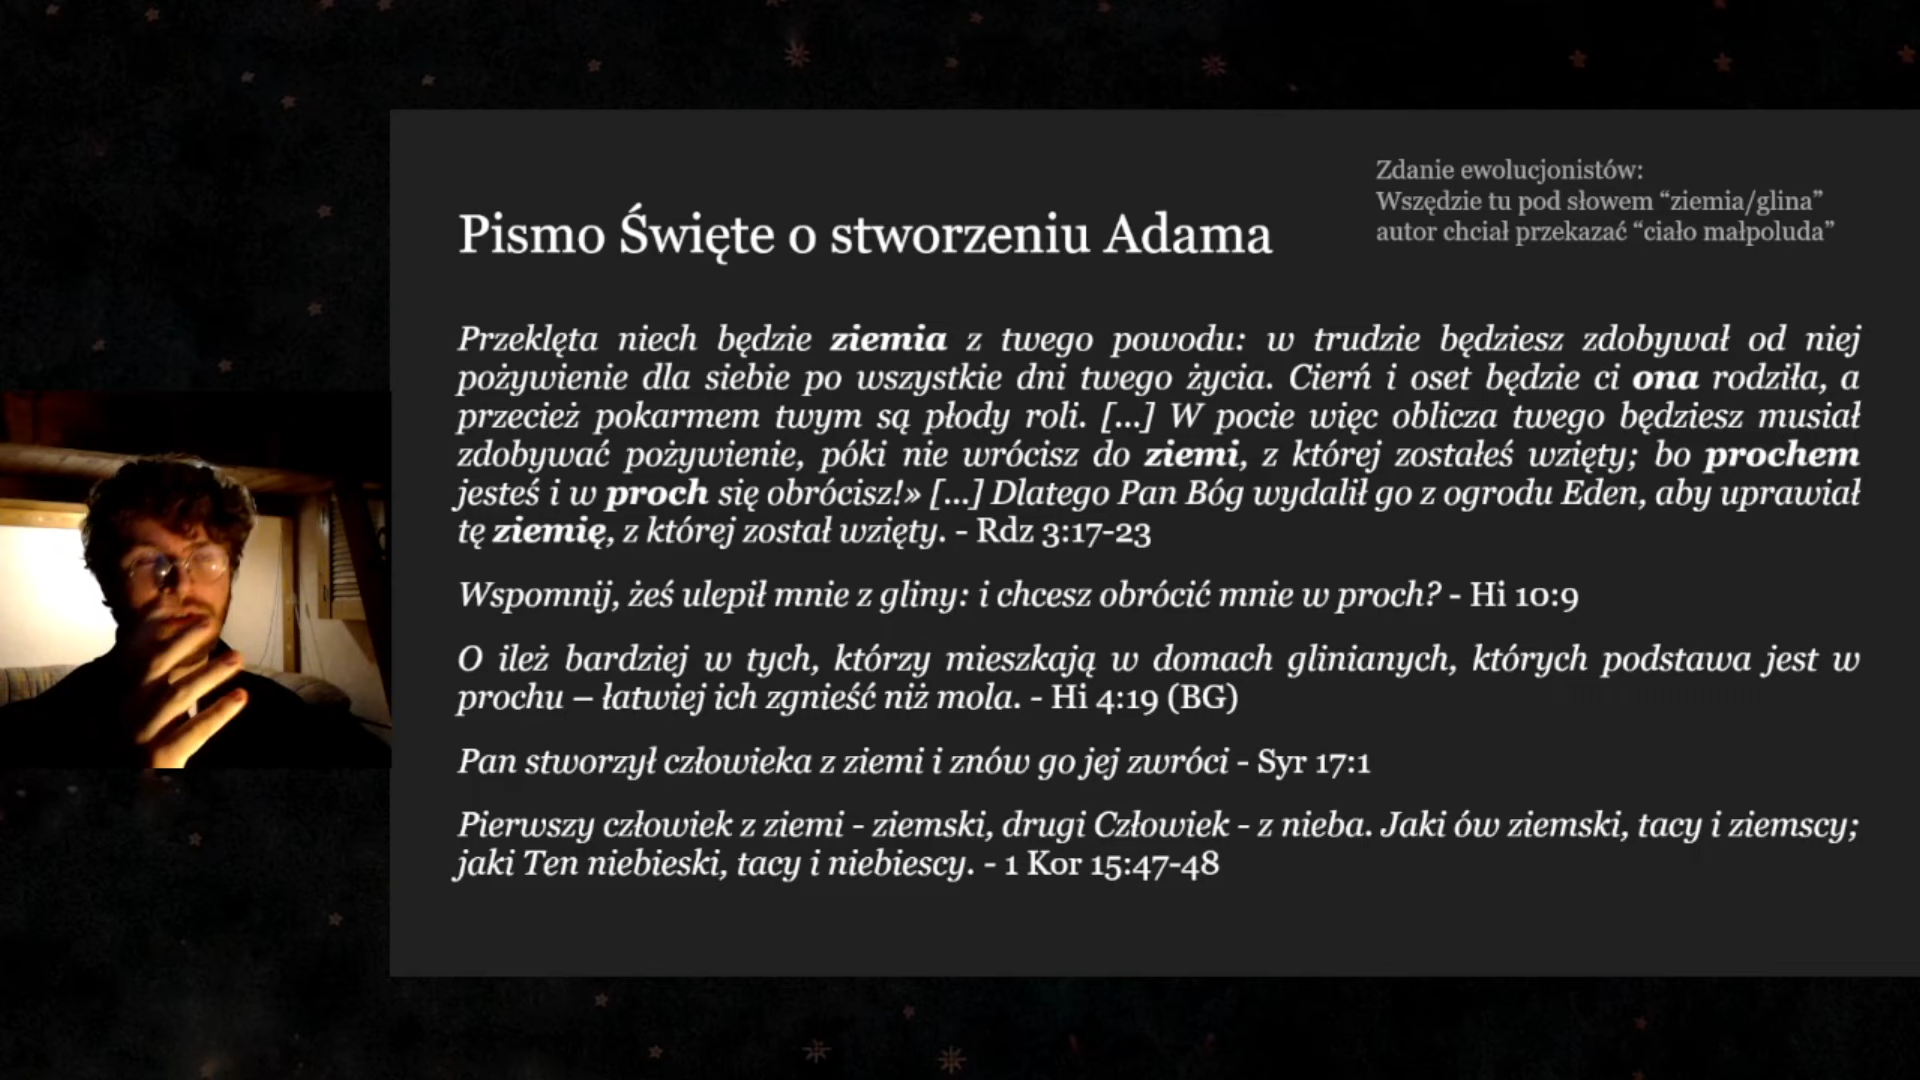 Zdanie ewolucjonistów:
Wszędzie tu pod słowem “ziemia/glina”
autor chciał przekazać “ciało małpoluda”
Pismo Święte o stworzeniu Adama
Przeklęta niech będzie ziemia z twego powodu: w trudzie będziesz zdobywał od niej
pożywienie dla siebie po wszystkie dni twego życia. Cierń i oset będzie ci ona rodziła, a
przecież pokarmem twym są płody roli. [...] W pocie więc oblicza twego będziesz musiał
zdobywać pożywienie, póki nie wrócisz do ziemi, z której zostałeś wzięty; bo prochem
jesteś i w proch się obrócisz!» [...] Dlatego Pan Bóg wydalił go z ogrodu Eden, aby uprawiał
tę ziemię, z której został wzięty. - Rdz 3:17-23
Wspomnij, żeś ulepił mnie z gliny: i chcesz obrócić mnie w proch? - Hi 10:9
O ileż bardziej w tych, którzy mieszkają w domach glinianych, których podstawa jest w
prochu – łatwiej ich zgnieść niż mola. - Hi 4:19 (BG)
Pan stworzył człowieka z ziemi i znów go jej zwróci - Syr 17:1
Pierwszy człowiek z ziemi - ziemski, drugi Człowiek - z nieba. Jaki ów ziemski, tacy i ziemscy;
jaki Ten niebieski, tacy i niebiescy. - 1 Kor 15:47-48